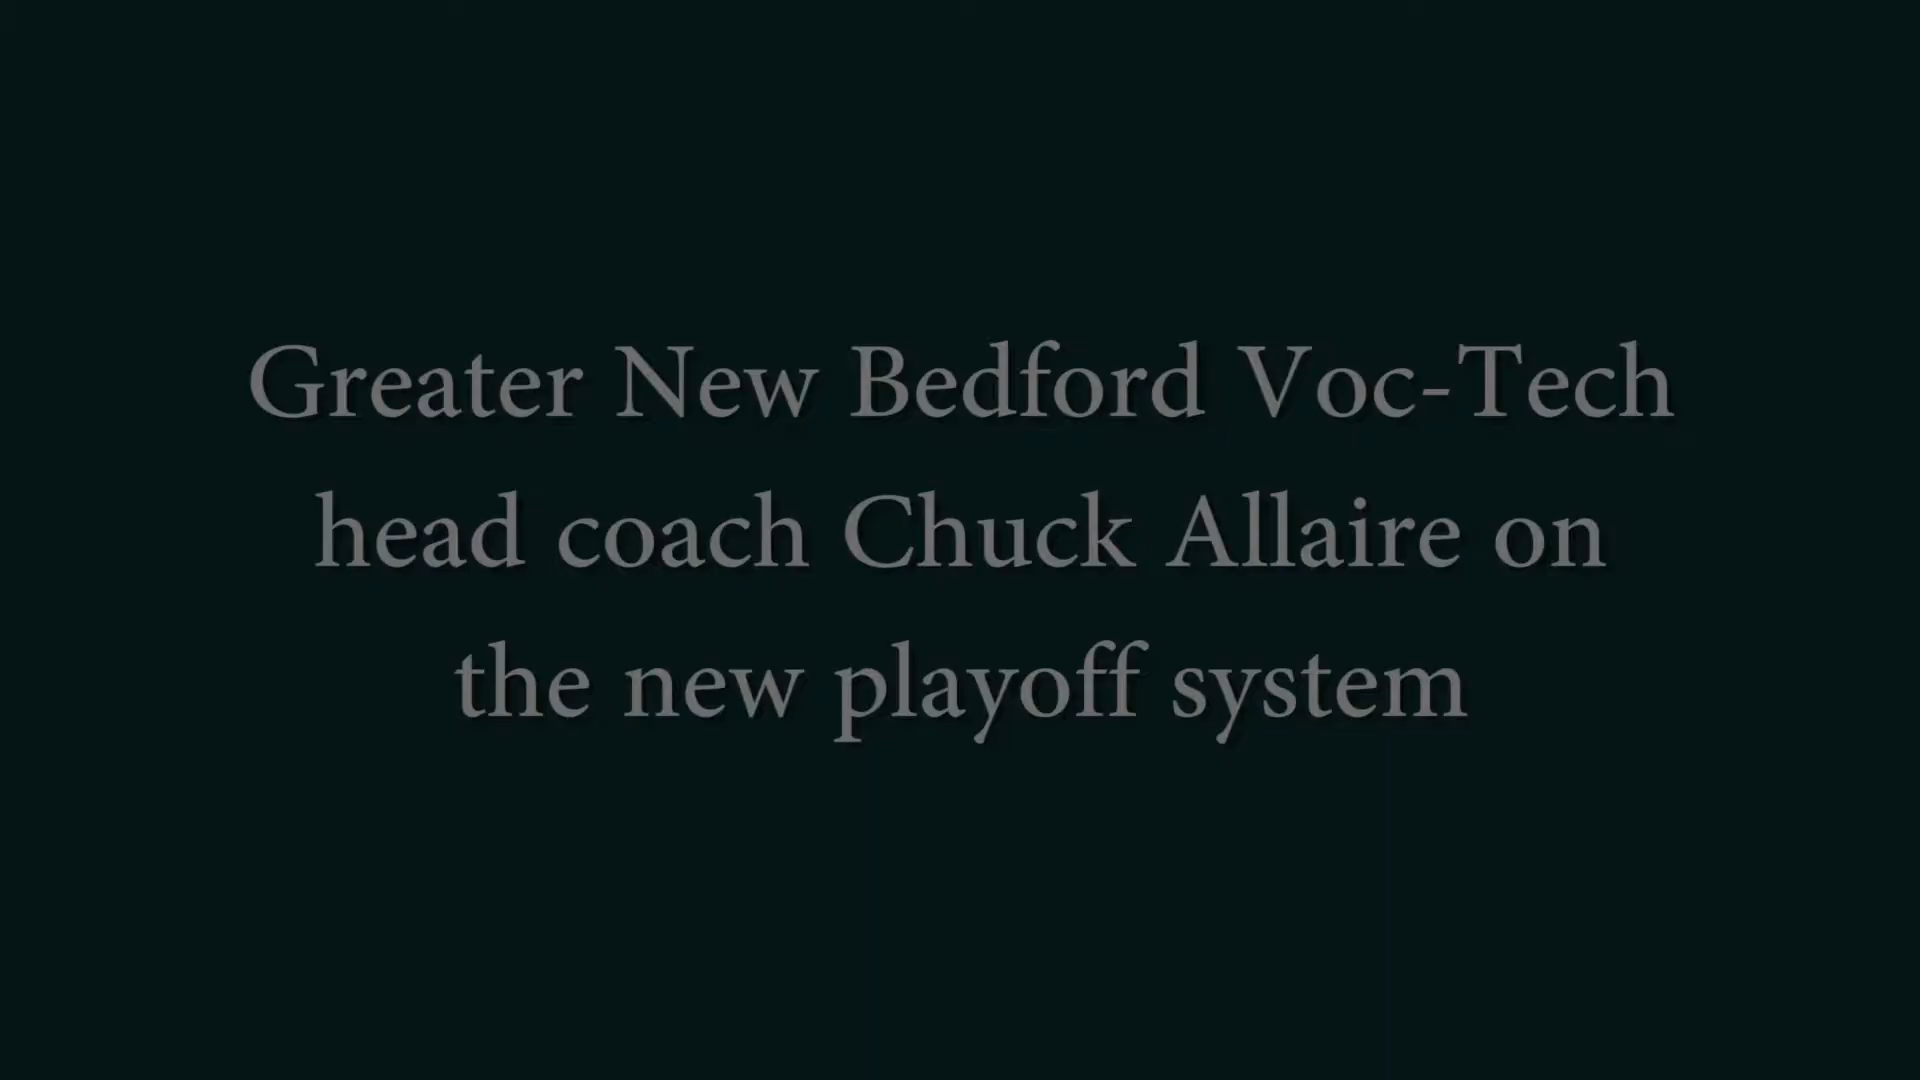 Greater New Bedford Voc-Tech
head coach Chuck Allaire on
the new playoff system